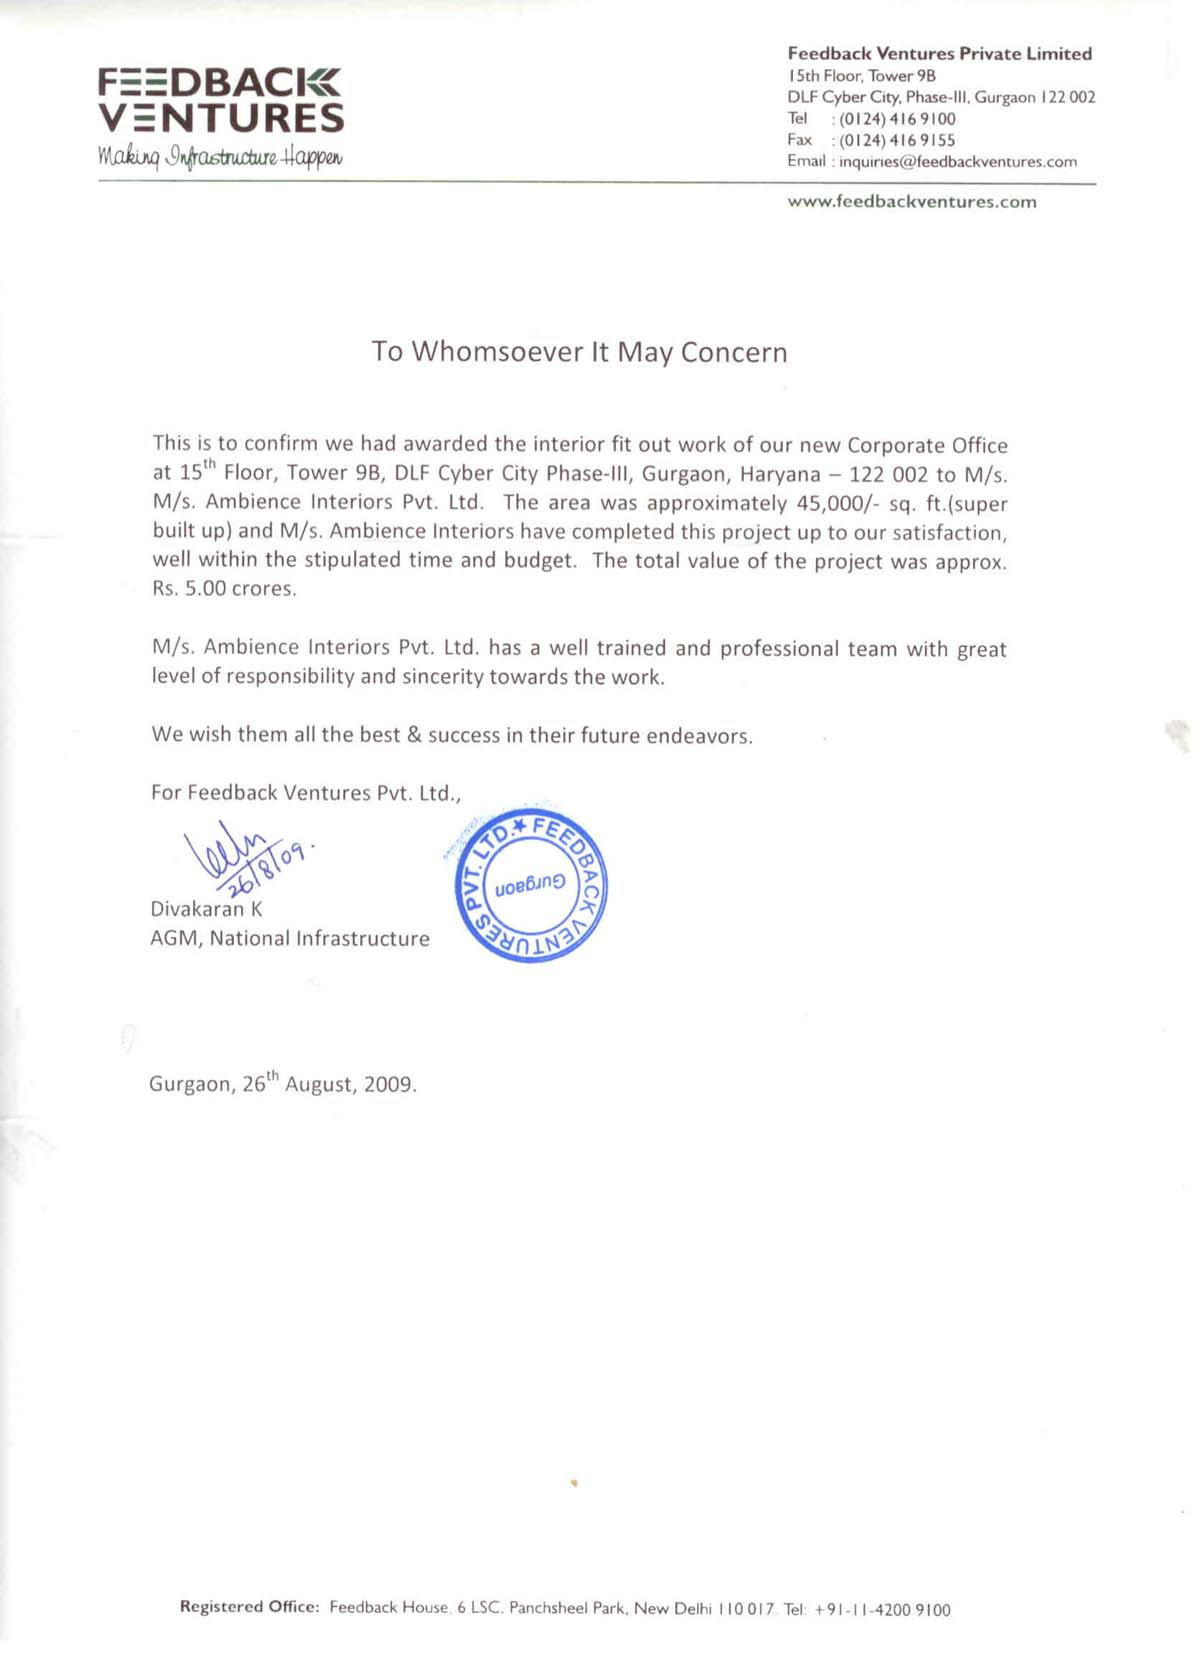 FEEDBACK
VENTURES
Making Infrastructure Happen
Feedback Ventures Private Limited
15th Floor, Tower 9B
DLF Cyber City, Phase-III, Gurgaon 122 002
Tel : (0124) 416 9100
Fax : (0124) 416 9155
Email : inquiries@feedbackventures.com
www.feedbackventures.com
To Whomsoever It May Concern
This is to confirm we had awarded the interior fit out work of our new Corporate Office
at 15th Floor, Tower 9B, DLF Cyber City Phase-III, Gurgaon, Haryana – 122 002 to M/s.
M/s. Ambience Interiors Pvt. Ltd. The area was approximately 45,000/- sq. ft.(super
built up) and M/s. Ambience Interiors have completed this project up to our satisfaction,
well within the stipulated time and budget. The total value of the project was approx.
Rs. 5.00 crores.
M/s. Ambience Interiors Pvt. Ltd. has a well trained and professional team with great
level of responsibility and sincerity towards the work.
We wish them all the best & success in their future endeavors.
For Feedback Ventures Pvt. Ltd.,
26/8/09.
FEEDBACK VENTURES PVT. LTD.
Gurgaon
Divakaran K
AGM, National Infrastructure
Gurgaon, 26th August, 2009.
Registered Office: Feedback House, 6 LSC, Panchsheel Park, New Delhi 110 017. Tel: +91-11-4200 9100